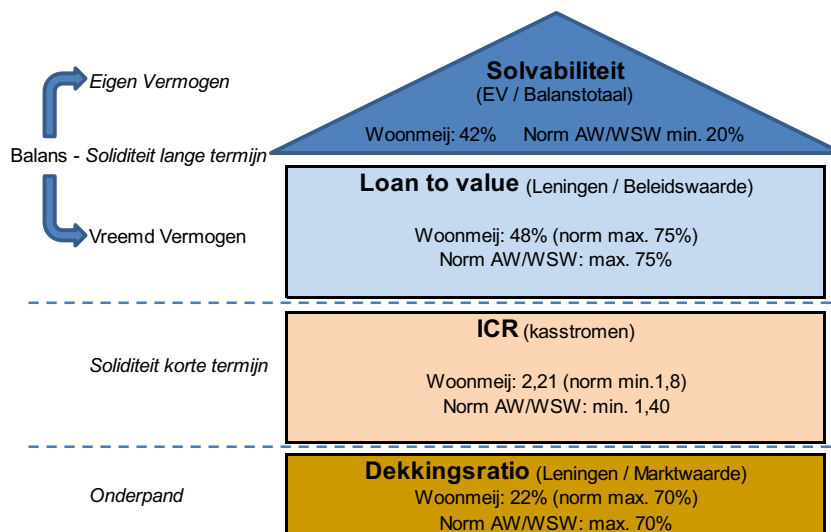 Solvabiliteit
(EV / Balanstotaal)
Woonmeij: 42% Norm AW/WSW min. 20%
Eigen Vermogen
Balans - Soliditeit lange termijn
Vreemd Vermogen
Loan to value (Leningen / Beleidswaarde)
Woonmeij: 48% (norm max. 75%)
Norm AW/WSW: max. 75%
Soliditeit korte termijn
ICR (kasstromen)
Woonmeij: 2,21 (norm min.1,8)
Norm AW/WSW: min. 1,40
Onderpand
Dekkingsratio (Leningen / Marktwaarde)
Woonmeij: 22% (norm max. 70%)
Norm AW/WSW: max. 70%